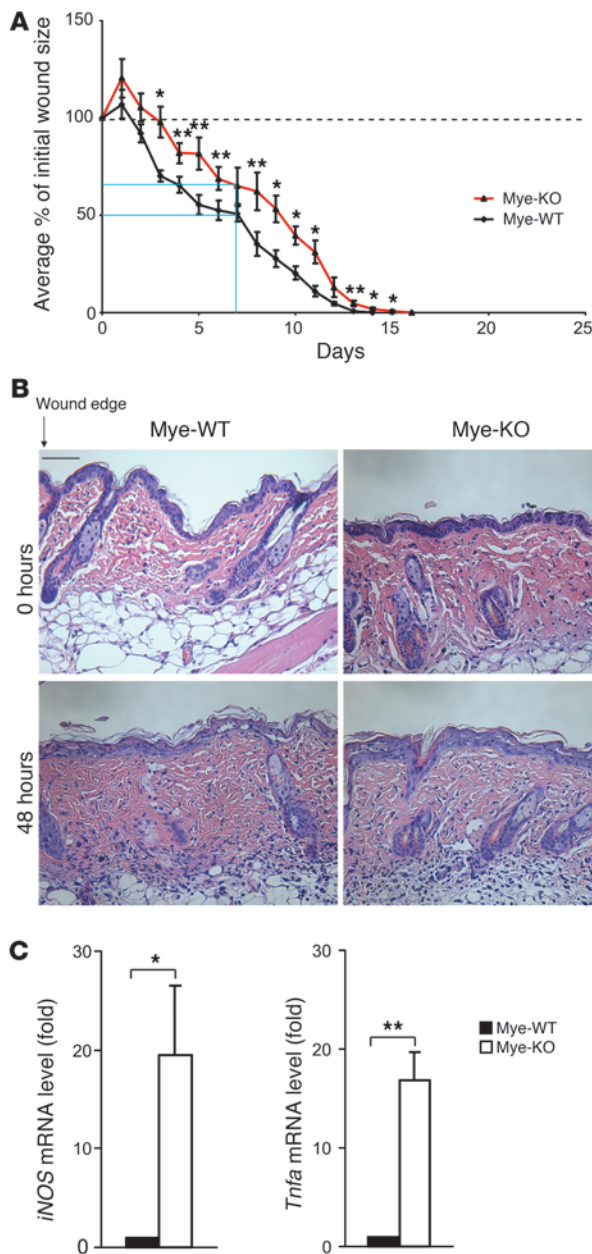 A
Average % of initial wound size
150
100
50
0
* ** ** ** ** * * * ** * *
Mye-KO
Mye-WT
0 5 10 15 20 25
Days
B
Wound edge
Mye-WT Mye-KO
0 hours
48 hours
C
iNOS mRNA level (fold)
30
20
10
0
*
Tnfa mRNA level (fold)
30
20
10
0
**
Mye-WT
Mye-KO